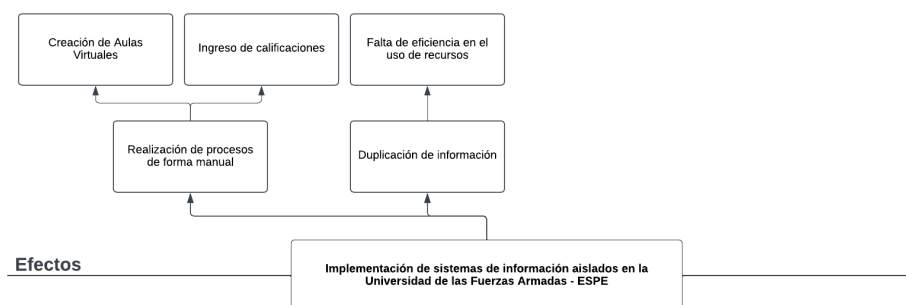 Creación de Aulas
Virtuales
Ingreso de calificaciones
Falta de eficiencia en el
uso de recursos
Realización de procesos
de forma manual
Duplicación de información
Efectos
Implementación de sistemas de información aislados en la
Universidad de las Fuerzas Armadas - ESPE